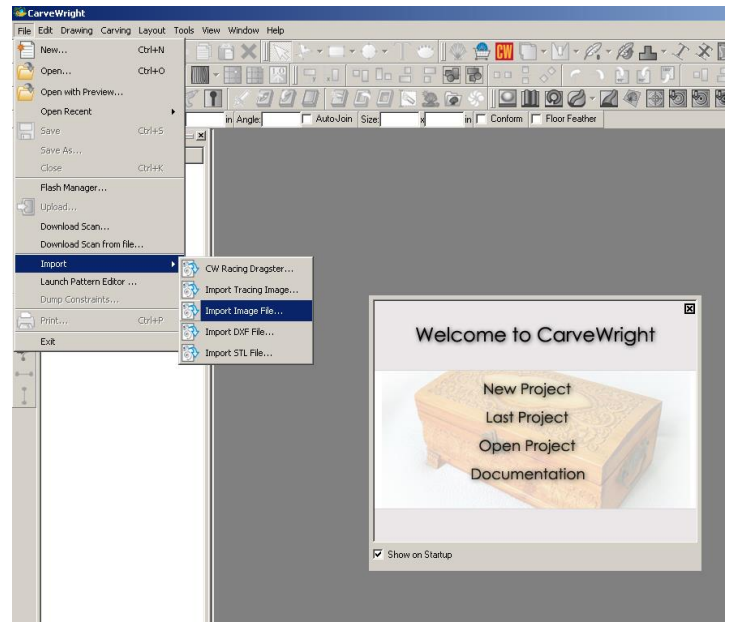 CarveWright
File Edit Drawing Carving Layout Tools View Window Help
New... Ctrl+N
Open... Ctrl+O
Open with Preview...
Open Recent
Save Ctrl+S
Save As...
Close Ctrl+K
Flash Manager...
Upload...
Download Scan...
Download Scan from file...
Import
Launch Pattern Editor ...
Dump Constraints...
Print... Ctrl+P
Exit
CW
in Angle: Auto-Join Size: x in Conform Floor Feather
CW Racing Dragster...
Import Tracing Image...
Import Image File...
Import DXF File...
Import STL File...
Welcome to CarveWright
New Project
Last Project
Open Project
Documentation
Show on Startup